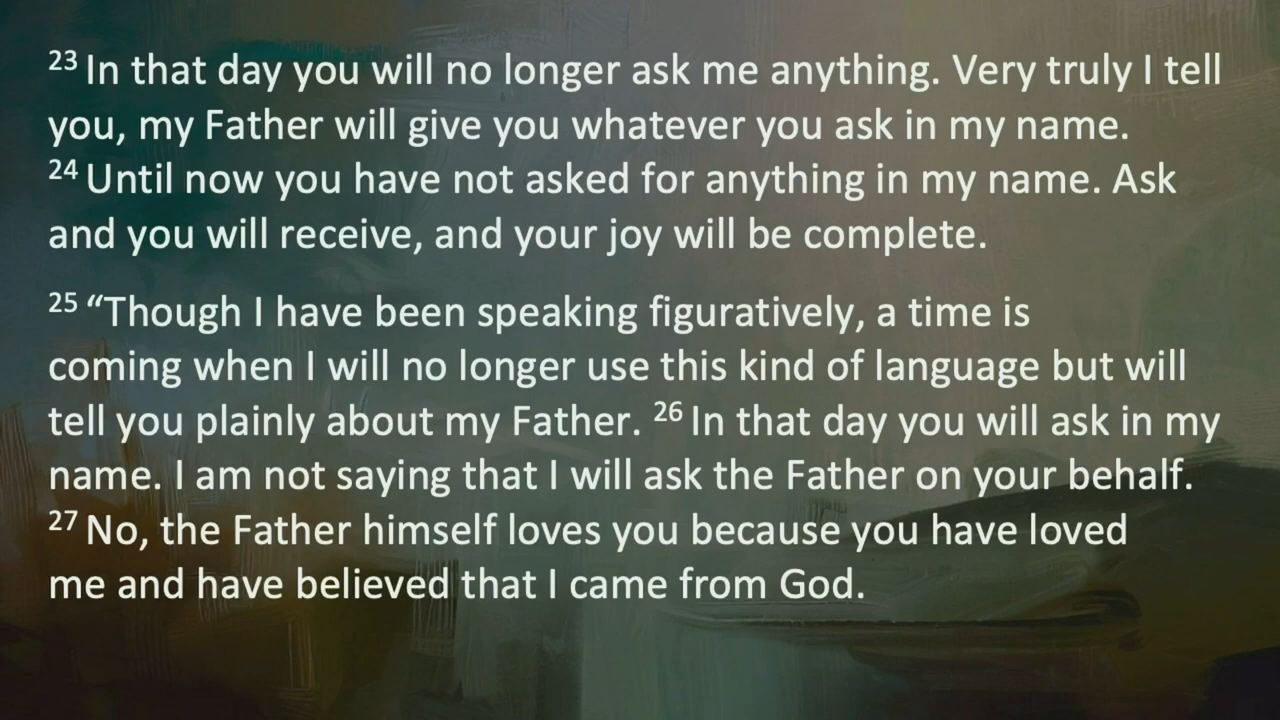 23 In that day you will no longer ask me anything. Very truly I tell
you, my Father will give you whatever you ask in my name.
24 Until now you have not asked for anything in my name. Ask
and you will receive, and your joy will be complete.
25 “Though I have been speaking figuratively, a time is
coming when I will no longer use this kind of language but will
tell you plainly about my Father. 26 In that day you will ask in my
name. I am not saying that I will ask the Father on your behalf.
27 No, the Father himself loves you because you have loved
me and have believed that I came from God.